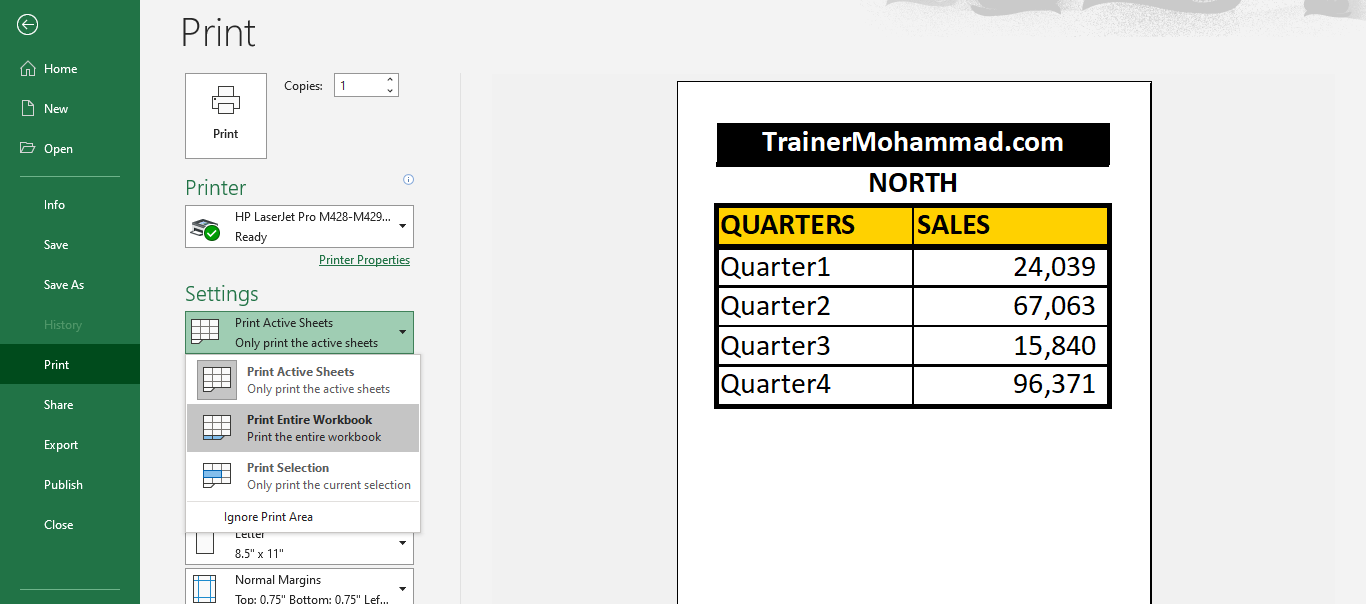 Print
Home
New
Open
Info
Save
Save As
History
Print
Share
Export
Publish
Close
Print
Copies:
1
Printer
HP LaserJet Pro M428-M429...
Ready
Printer Properties
Settings
Print Active Sheets
Only print the active sheets
Print Active Sheets
Only print the active sheets
Print Entire Workbook
Print the entire workbook
Print Selection
Only print the current selection
Ignore Print Area
Letter
8.5" x 11"
Normal Margins
Top: 0.75" Bottom: 0.75" Lef...
TrainerMohammad.com
NORTH
QUARTERS SALES
Quarter1 24,039
Quarter2 67,063
Quarter3 15,840
Quarter4 96,371